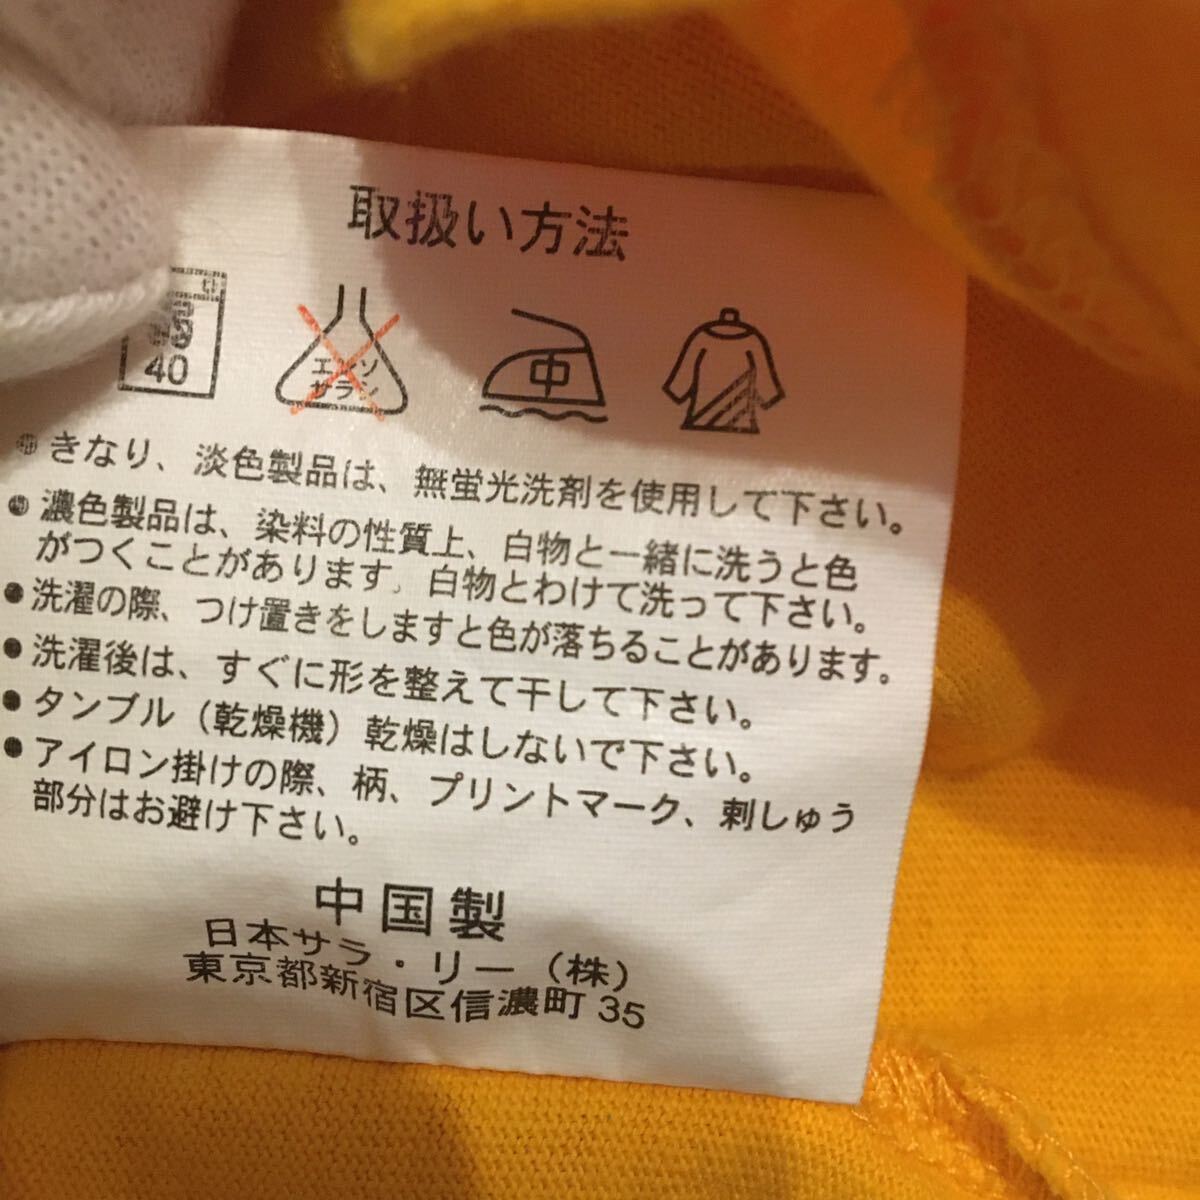 取扱い方法
40
エンソ
サラシ
中
きなり、淡色製品は、無蛍光洗剤を使用して下さい。
濃色製品は、染料の性質上、白物と一緒に洗うと色
がつくことがあります。白物とわけて洗って下さい。
洗濯の際、つけ置きをしますと色が落ちることがあります。
洗濯後は、すぐに形を整えて干して下さい。
タンブル（乾燥機）乾燥はしないで下さい。
アイロン掛けの際、柄、プリントマーク、刺しゅう
部分はお避け下さい。
中国製
日本サラ・リー（株）
東京都新宿区信濃町35